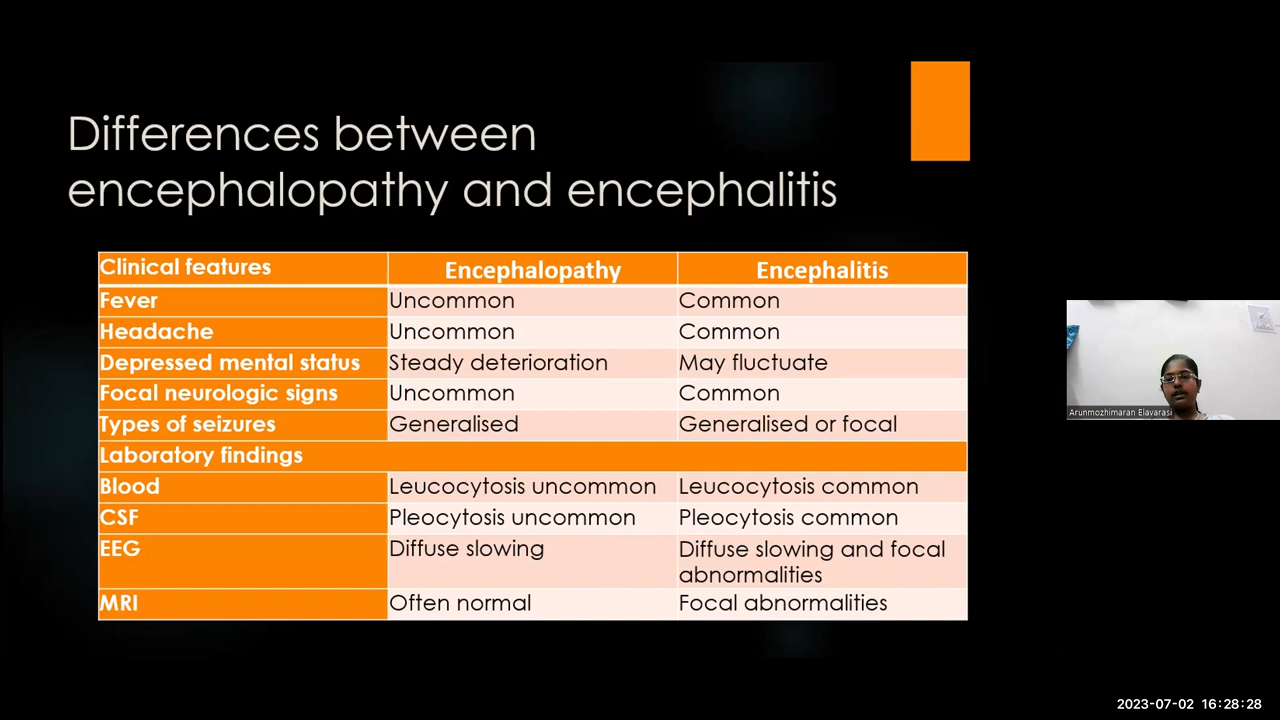 Differences between
encephalopathy and encephalitis
Clinical features Encephalopathy Encephalitis
Fever Uncommon Common
Headache Uncommon Common
Depressed mental status Steady deterioration May fluctuate
Focal neurologic signs Uncommon Common
Types of seizures Generalised Generalised or focal
Laboratory findings
Blood Leucocytosis uncommon Leucocytosis common
CSF Pleocytosis uncommon Pleocytosis common
EEG Diffuse slowing Diffuse slowing and focal
abnormalities
MRI Often normal Focal abnormalities
Arunmozhimaran Elavarasi
2023-07-02 16:28:28